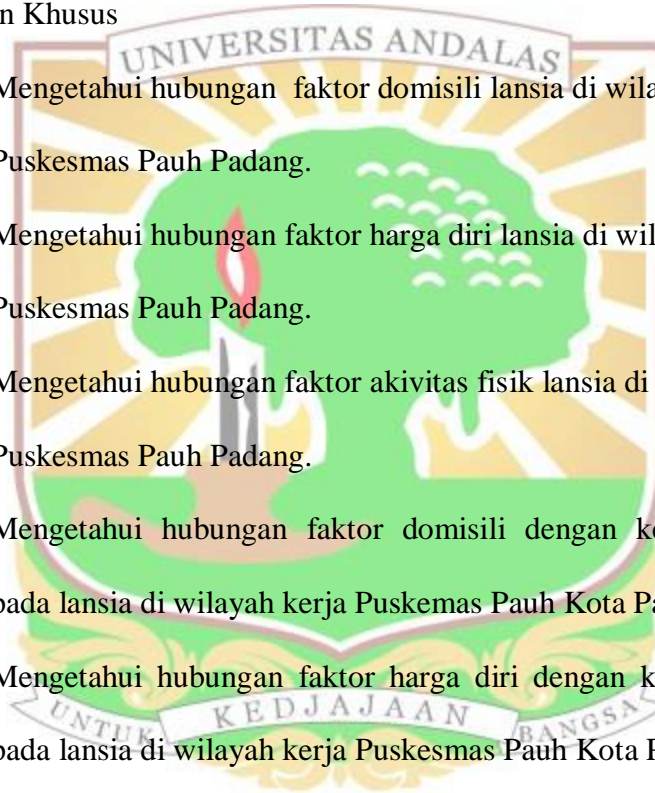 n Khusus
UNIVERSITAS ANDALAS
Mengetahui hubungan faktor domisili lansia di wila
Puskesmas Pauh Padang.
Mengetahui hubungan faktor harga diri lansia di wil
Puskesmas Pauh Padang.
Mengetahui hubungan faktor akivitas fisik lansia di
Puskesmas Pauh Padang.
Mengetahui hubungan faktor domisili dengan ke
pada lansia di wilayah kerja Puskemas Pauh Kota Pa
Mengetahui hubungan faktor harga diri dengan k
UNTUK KEDJAJAAN BANGSA
pada lansia di wilayah kerja Puskesmas Pauh Kota P